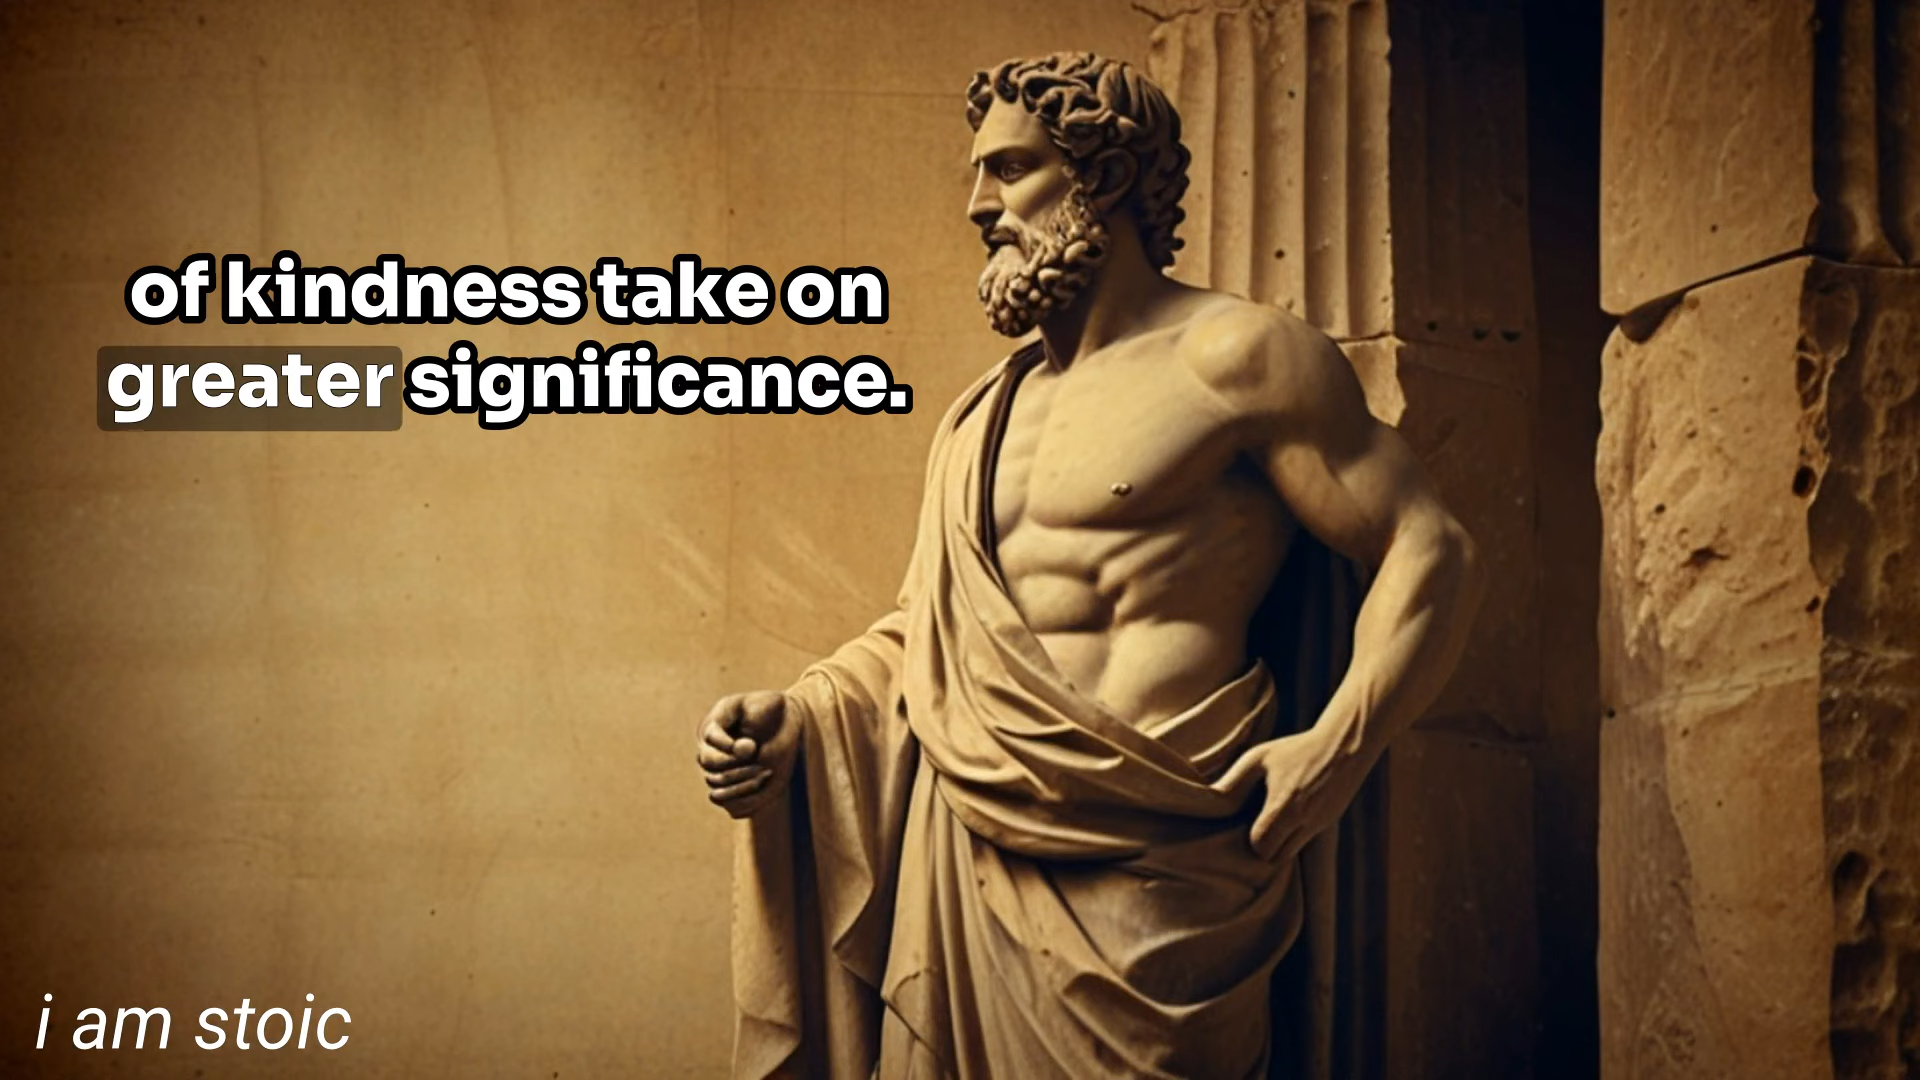 of kindness take on
greater significance.
i am stoic